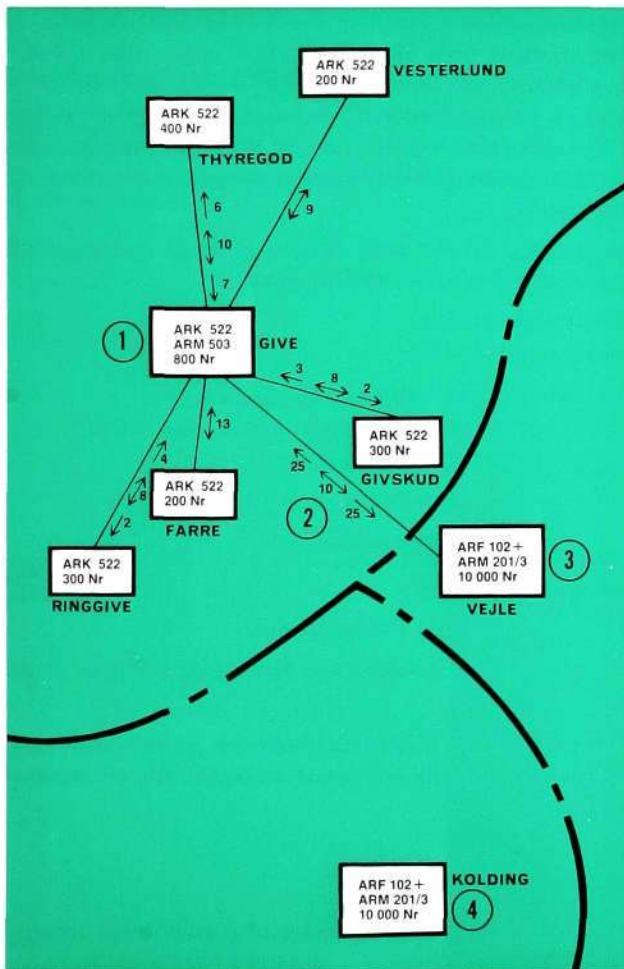 ARK 522
200 Nr
VESTERLUND
ARK 522
400 Nr
THYREGOD
6
10
7
9
1
ARK 522
ARM 503
800 Nr
GIVE
3
8
2
ARK 522
300 Nr
GIVSKUD
13
4
8
2
ARK 522
200 Nr
FARRE
ARK 522
300 Nr
RINGGIVE
25
10
25
2
ARF 102 +
ARM 201/3
10 000 Nr
VEJLE
3
ARF 102 +
ARM 201/3
10 000 Nr
KOLDING
4